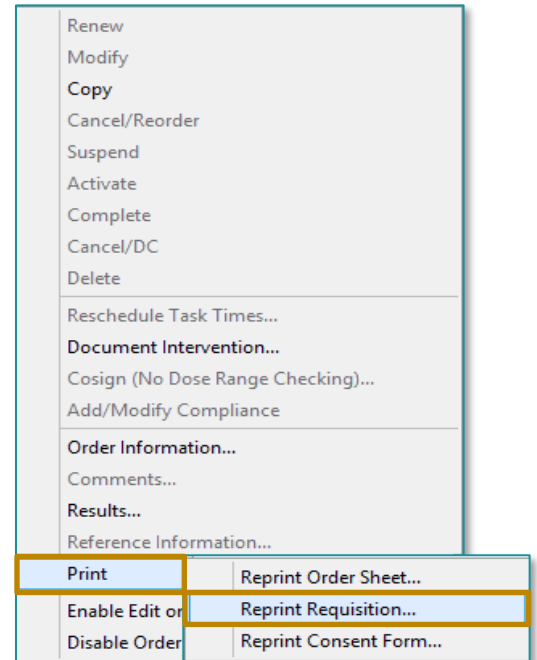 Renew
Modify
Copy
Cancel/Reorder
Suspend
Activate
Complete
Cancel/DC
Delete
Reschedule Task Times...
Document Intervention...
Cosign (No Dose Range Checking)...
Add/Modify Compliance
Order Information...
Comments...
Results...
Reference Information...
Print
Reprint Order Sheet...
Enable Edit or
Reprint Requisition...
Disable Order
Reprint Consent Form...